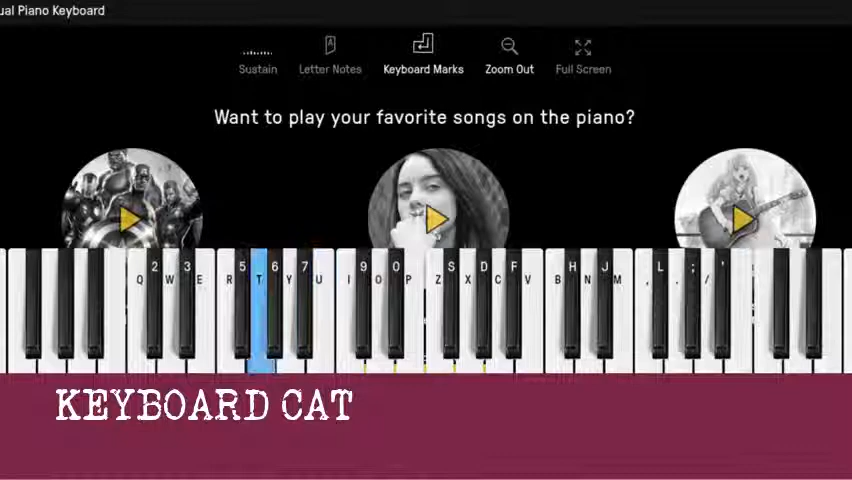 ual Piano Keyboard
Sustain Letter Notes Keyboard Marks Zoom Out Full Screen
Want to play your favorite songs on the piano?
2 3 5 6 7 9 0 S D F H J L ; '
Q W E R T Y U I O P Z X C V B N M , . /
KEYBOARD CAT